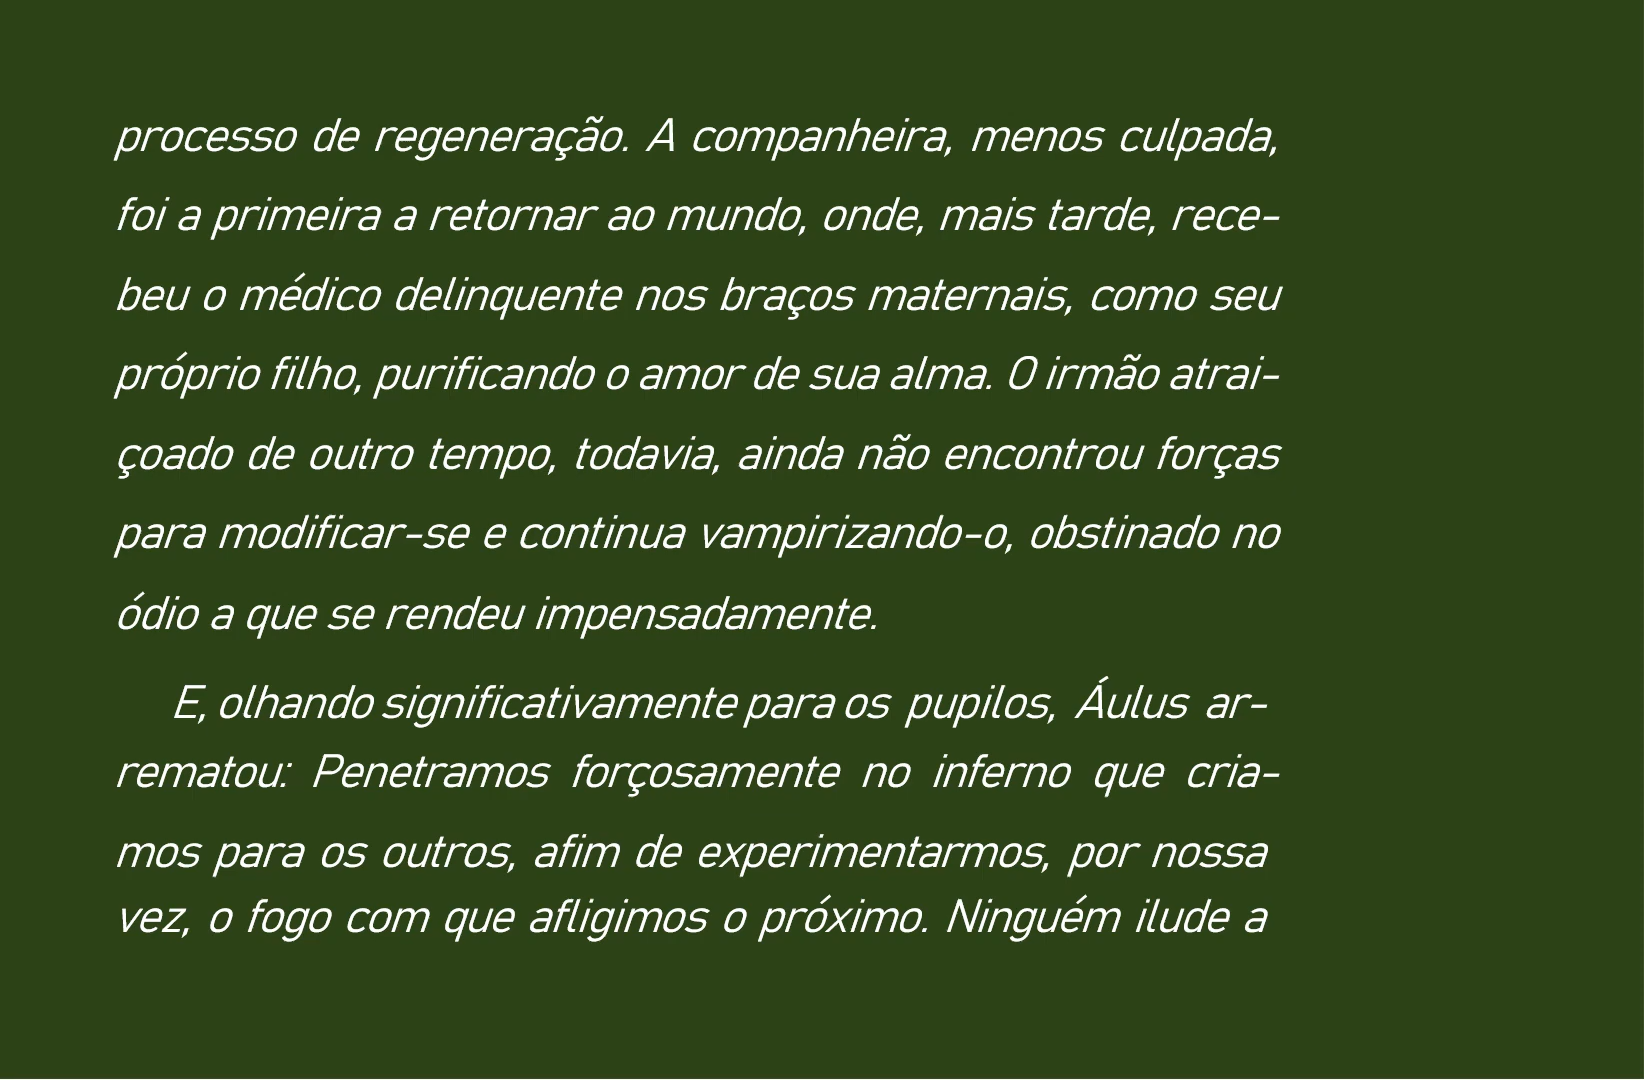 processo de regeneração. A companheira, menos culpada,
foi a primeira a retornar ao mundo, onde, mais tarde, rece-
beu o médico delinquente nos braços maternais, como seu
próprio filho, purificando o amor de sua alma. O irmão atrai-
çoado de outro tempo, todavia, ainda não encontrou forças
para modificar-se e continua vampirizando-o, obstinado no
ódio a que se rendeu impensadamente.
E, olhando significativamente para os pupilos, Áulus ar-
rematou: Penetramos forçosamente no inferno que cria-
mos para os outros, afim de experimentarmos, por nossa
vez, o fogo com que afligimos o próximo. Ninguém ilude a